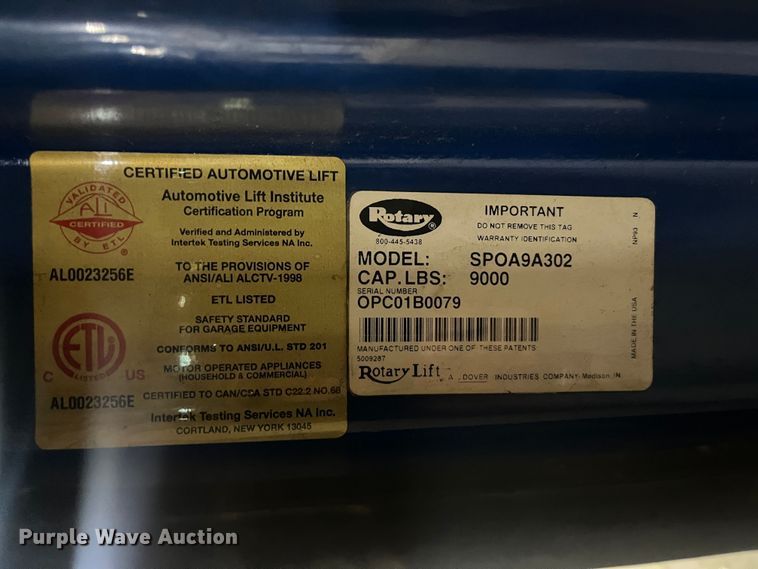 CERTIFIED AUTOMOTIVE LIFT
VALIDATED
ALI
CERTIFIED
BY ETL
Automotive Lift Institute
Certification Program
Verified and Administered by
Intertek Testing Services NA Inc.
AL0023256E
TO THE PROVISIONS OF
ANSI/ALI ALCTV-1998
ETL LISTED
SAFETY STANDARD
FOR GARAGE EQUIPMENT
ETL
LISTED
C US
CONFORMS TO ANSI/U.L. STD 201
MOTOR OPERATED APPLIANCES
(HOUSEHOLD & COMMERCIAL)
AL0023256E
CERTIFIED TO CAN/CSA STD C22.2 NO.68
Intertek Testing Services NA Inc.
CORTLAND, NEW YORK 13045
Rotary
800-445-5438
IMPORTANT
DO NOT REMOVE THIS TAG
WARRANTY IDENTIFICATION
NP93 N
MODEL: SPOA9A302
CAP.LBS: 9000
SERIAL NUMBER
OPC01B0079
MANUFACTURED UNDER ONE OF THESE PATENTS
5009287
Rotary Lift A DOVER INDUSTRIES COMPANY Madison, IN
MADE IN THE USA
Purple Wave Auction